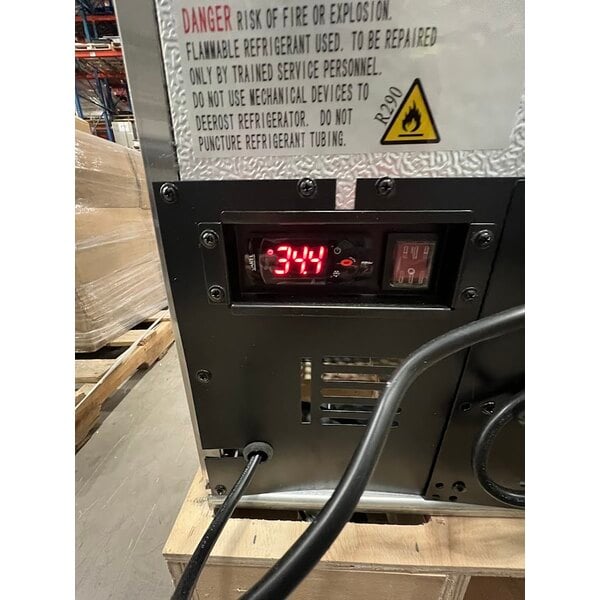 DANGER RISK OF FIRE OR EXPLOSION.
FLAMMABLE REFRIGERANT USED. TO BE REPAIRED
ONLY BY TRAINED SERVICE PERSONNEL.
DO NOT USE MECHANICAL DEVICES TO
DEEROST REFRIGERATOR. DO NOT
PUNCTURE REFRIGERANT TUBING.
R290
34.4